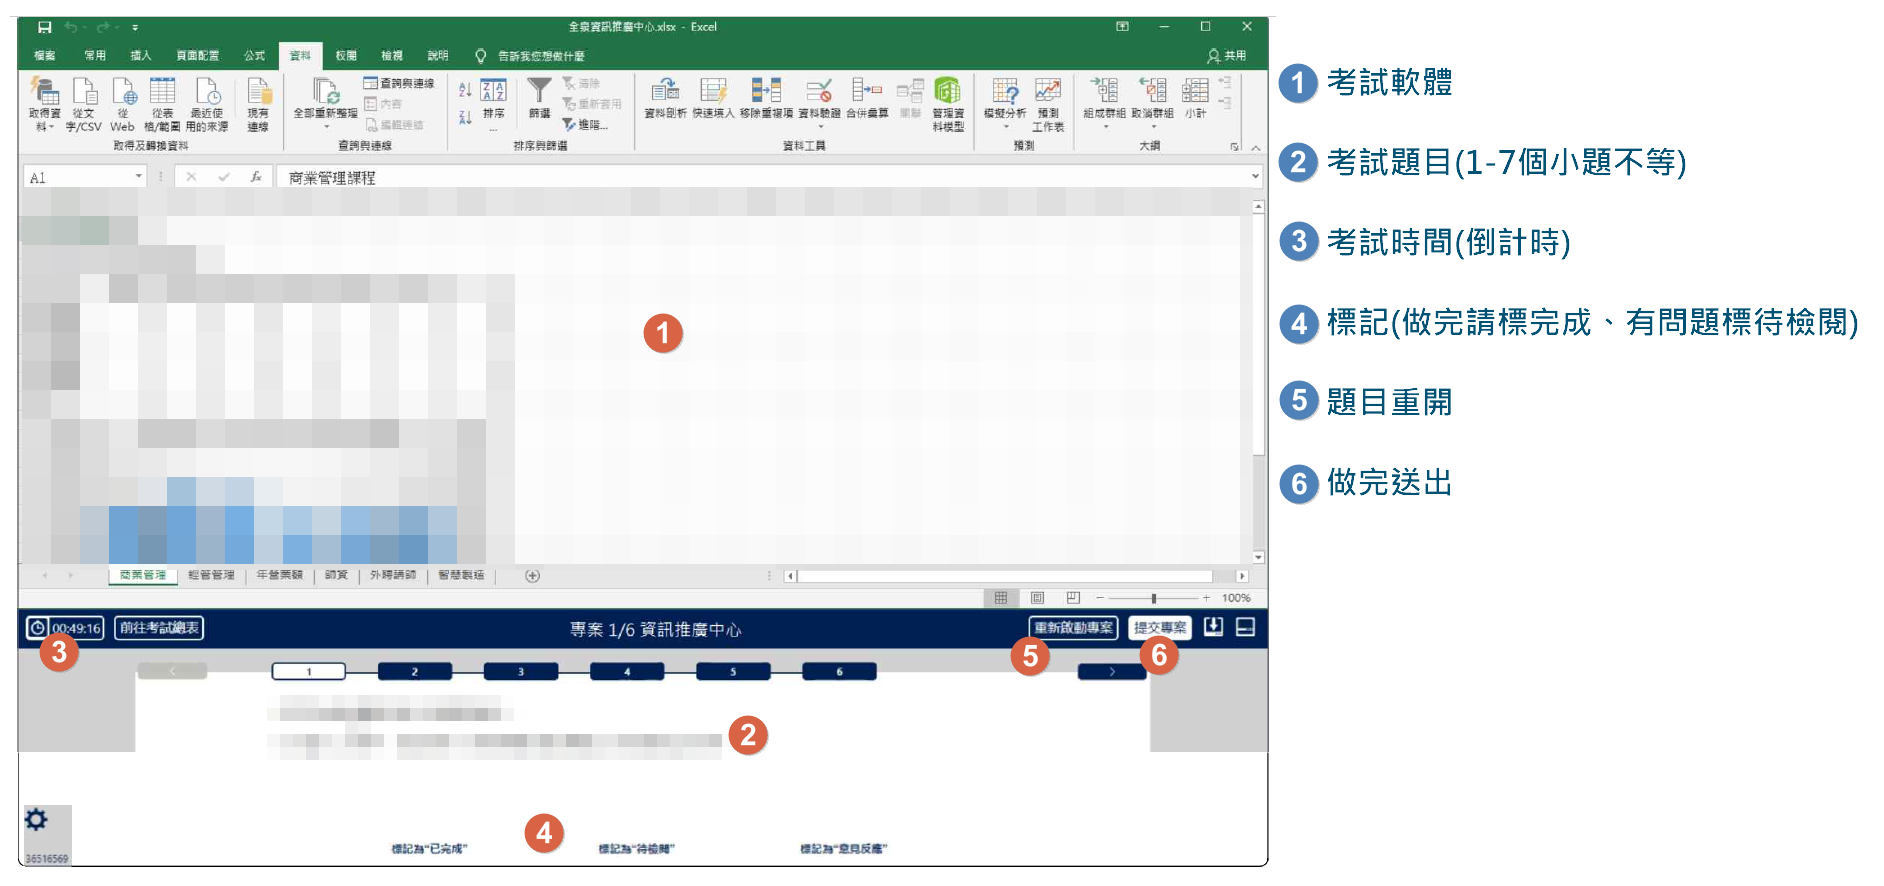 全泉資訊推廣中心.xlsx - Excel
檔案 常用 插入 頁面配置 公式 資料 校閱 檢視 說明 告訴我您想做什麼 共用
取得資料 從文字/CSV 從 Web 從表格/範圍 最近使用的來源 現有連線
全部重新整理 查詢與連線 內容 編輯連結
排序... 篩選 清除 重新套用 進階...
資料剖析 快速填入 移除重複項 資料驗證 合併彙算 關聯 管理資料模型
模擬分析 預測工作表 組成群組 取消群組 小計
取得及轉換資料 查詢與連線 排序與篩選 資料工具 預測 大綱
A1 fx 商業管理課程
1
商業管理 經營管理 年營業額 師資 外聘講師 智慧製造
100%
00:49:16 前往考試總表 專案 1/6 資訊推廣中心 重新啟動專案 提交專案
3 5 6
1 2 3 4 5 6
2
4
標記為"已完成" 標記為"待檢閱" 標記為"意見反應"
36516569
1 考試軟體
2 考試題目(1-7個小題不等)
3 考試時間(倒計時)
4 標記(做完請標完成、有問題標待檢閱)
5 題目重開
6 做完送出